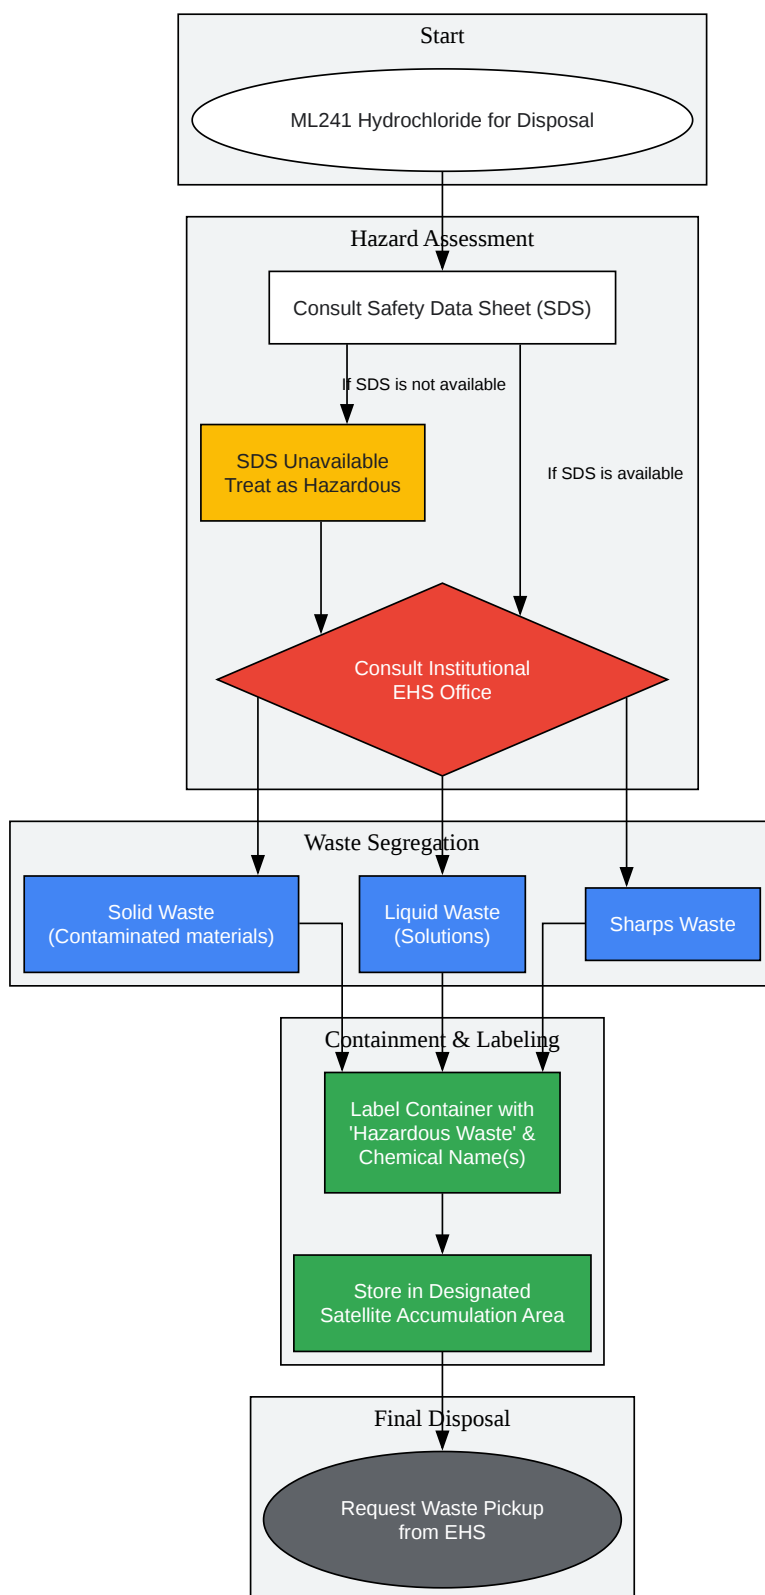 Start
ML241 Hydrochloride for Disposal
Hazard Assessment
Consult Safety Data Sheet (SDS)
If SDS is not available
SDS Unavailable
Treat as Hazardous
If SDS is available
Consult Institutional
EHS Office
Waste Segregation
Solid Waste
(Contaminated materials)
Liquid Waste
(Solutions)
Sharps Waste
Containment & Labeling
Label Container with
'Hazardous Waste' &
Chemical Name(s)
Store in Designated
Satellite Accumulation Area
Final Disposal
Request Waste Pickup
from EHS